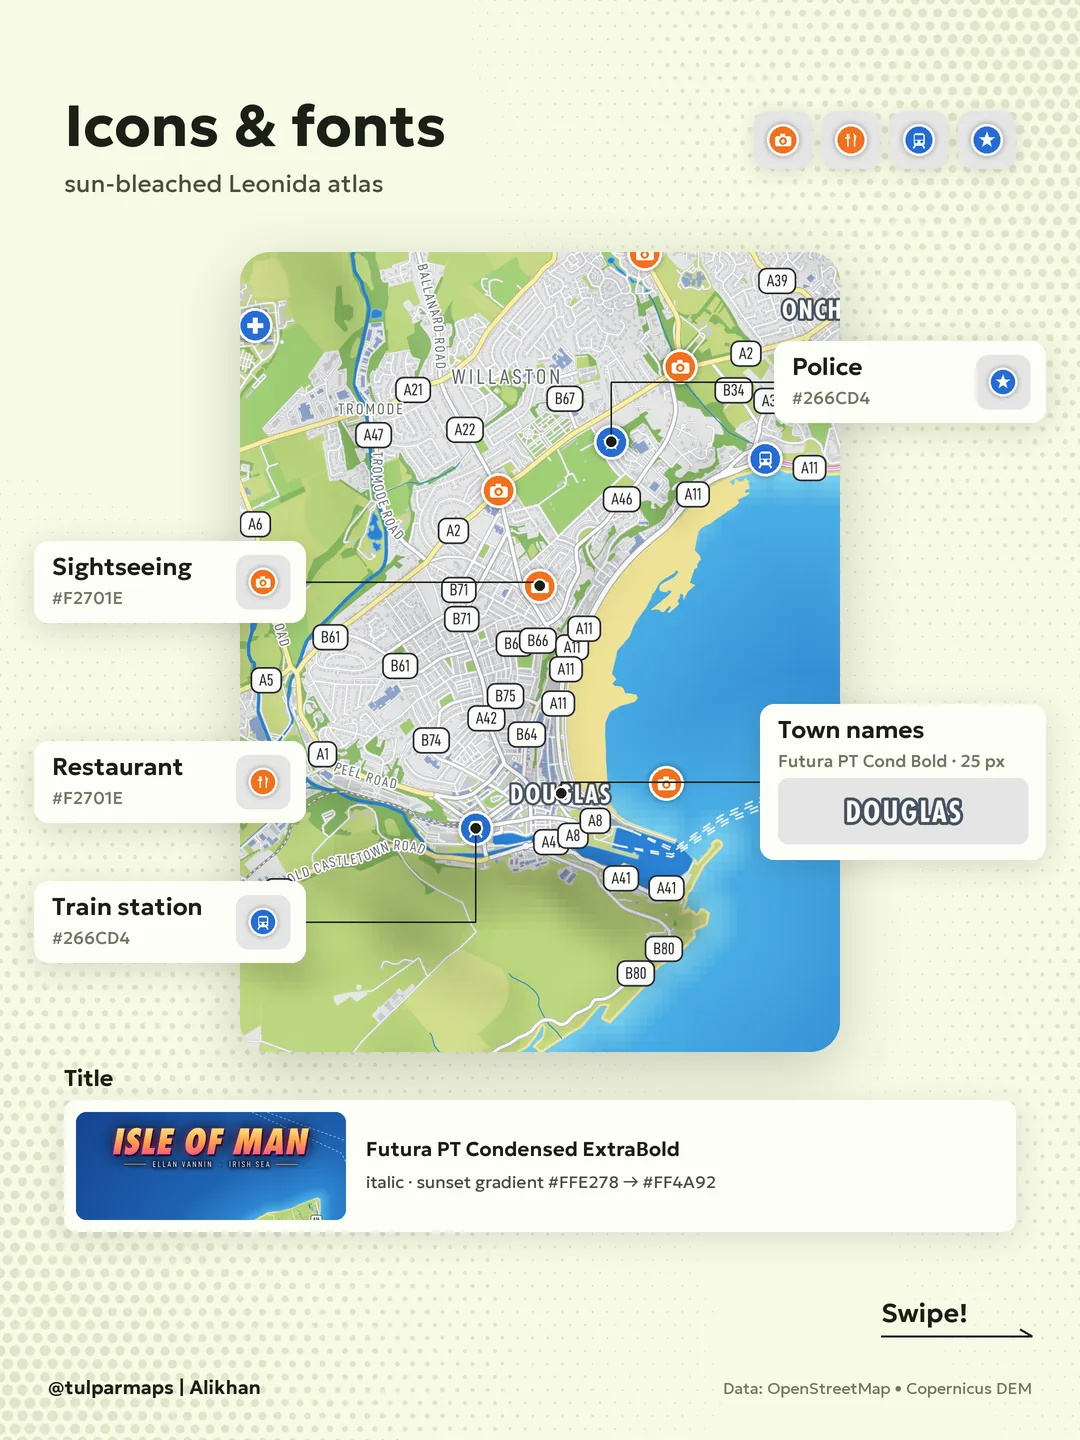 Icons & fonts
sun-bleached Leonida atlas
BALLANARD ROAD
A39
ONCH
A2
Police
#266CD4
WILLASTON
A21
B67
B34
TROMODE
A22
A47
TROMODE ROAD
A11
A46
A11
A6
A2
Sightseeing
#F2701E
B71
B71
A11
B61
B66
A11
B61
A11
A5
B75
A11
A42
Town names
Futura PT Cond Bold · 25 px
DOUGLAS
B64
B74
A1
Restaurant
#F2701E
PEEL ROAD
DOUGLAS
A8
A8
OLD CASTLETOWN ROAD
A41
A41
Train station
#266CD4
B80
B80
Title
ISLE OF MAN
ELLAN VANNIN · IRISH SEA
Futura PT Condensed ExtraBold
italic · sunset gradient #FFE278 → #FF4A92
Swipe!
@tulparmaps | Alikhan
Data: OpenStreetMap • Copernicus DEM